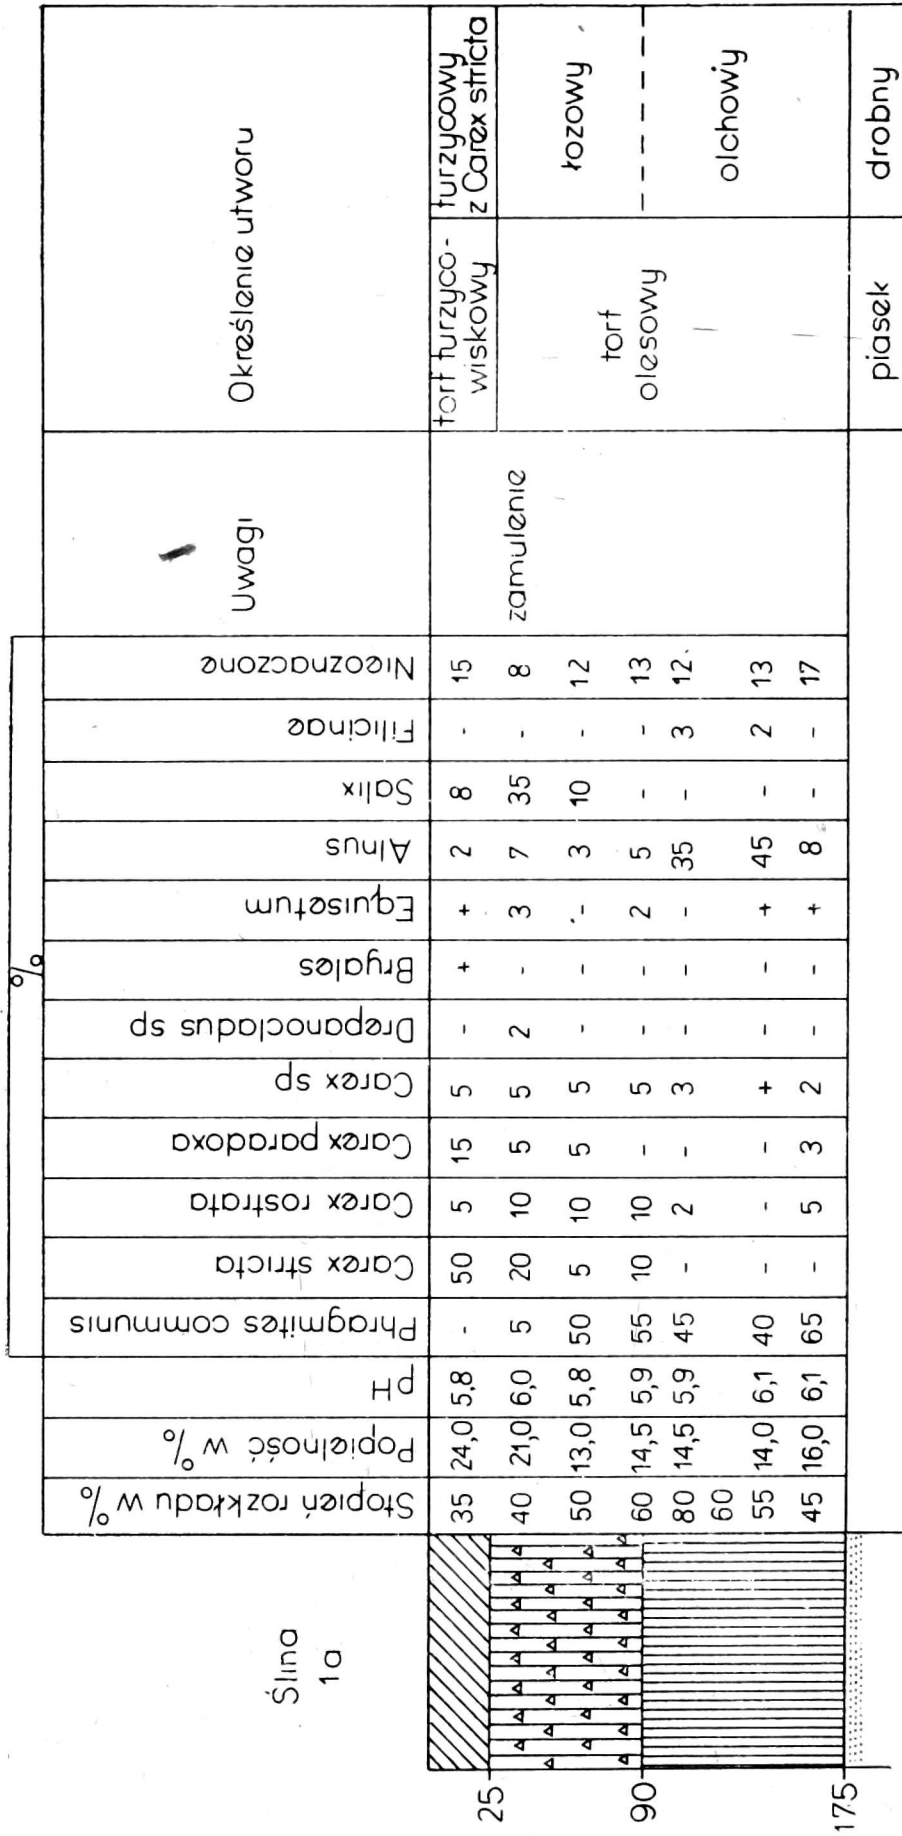 Ślina
1a
%
Stopień rozkładu w %
Popielność w %
pH
Phragmites communis
Carex stricta
Carex rostrata
Carex paradoxa
Carex sp
Drepanocladus sp
Bryales
Equisetum
Alnus
Salix
Filicinae
Nieoznaczone
Uwagi
Określenie utworu
35 24,0 5,8 - 50 5 15 5 - + + 2 8 - 15
torf turzyco-
wiskowy
turzycowy
z Carex stricta
25
40 21,0 6,0 5 20 10 5 5 2 - 3 7 35 - 8 zamulenie
50 13,0 5,8 50 5 10 5 5 - - - 3 10 - 12
torf
olesowy
łozowy
90
60 14,5 5,9 55 10 10 - 5 - - 2 5 - - 13
80 14,5 5,9 45 - 2 - 3 - - - 35 - 3 12
60
55 14,0 6,1 40 - - - + - - + 45 - 2 13
45 16,0 6,1 65 - 5 3 2 - - + 8 - - 17
olchowy
175
piasek drobny